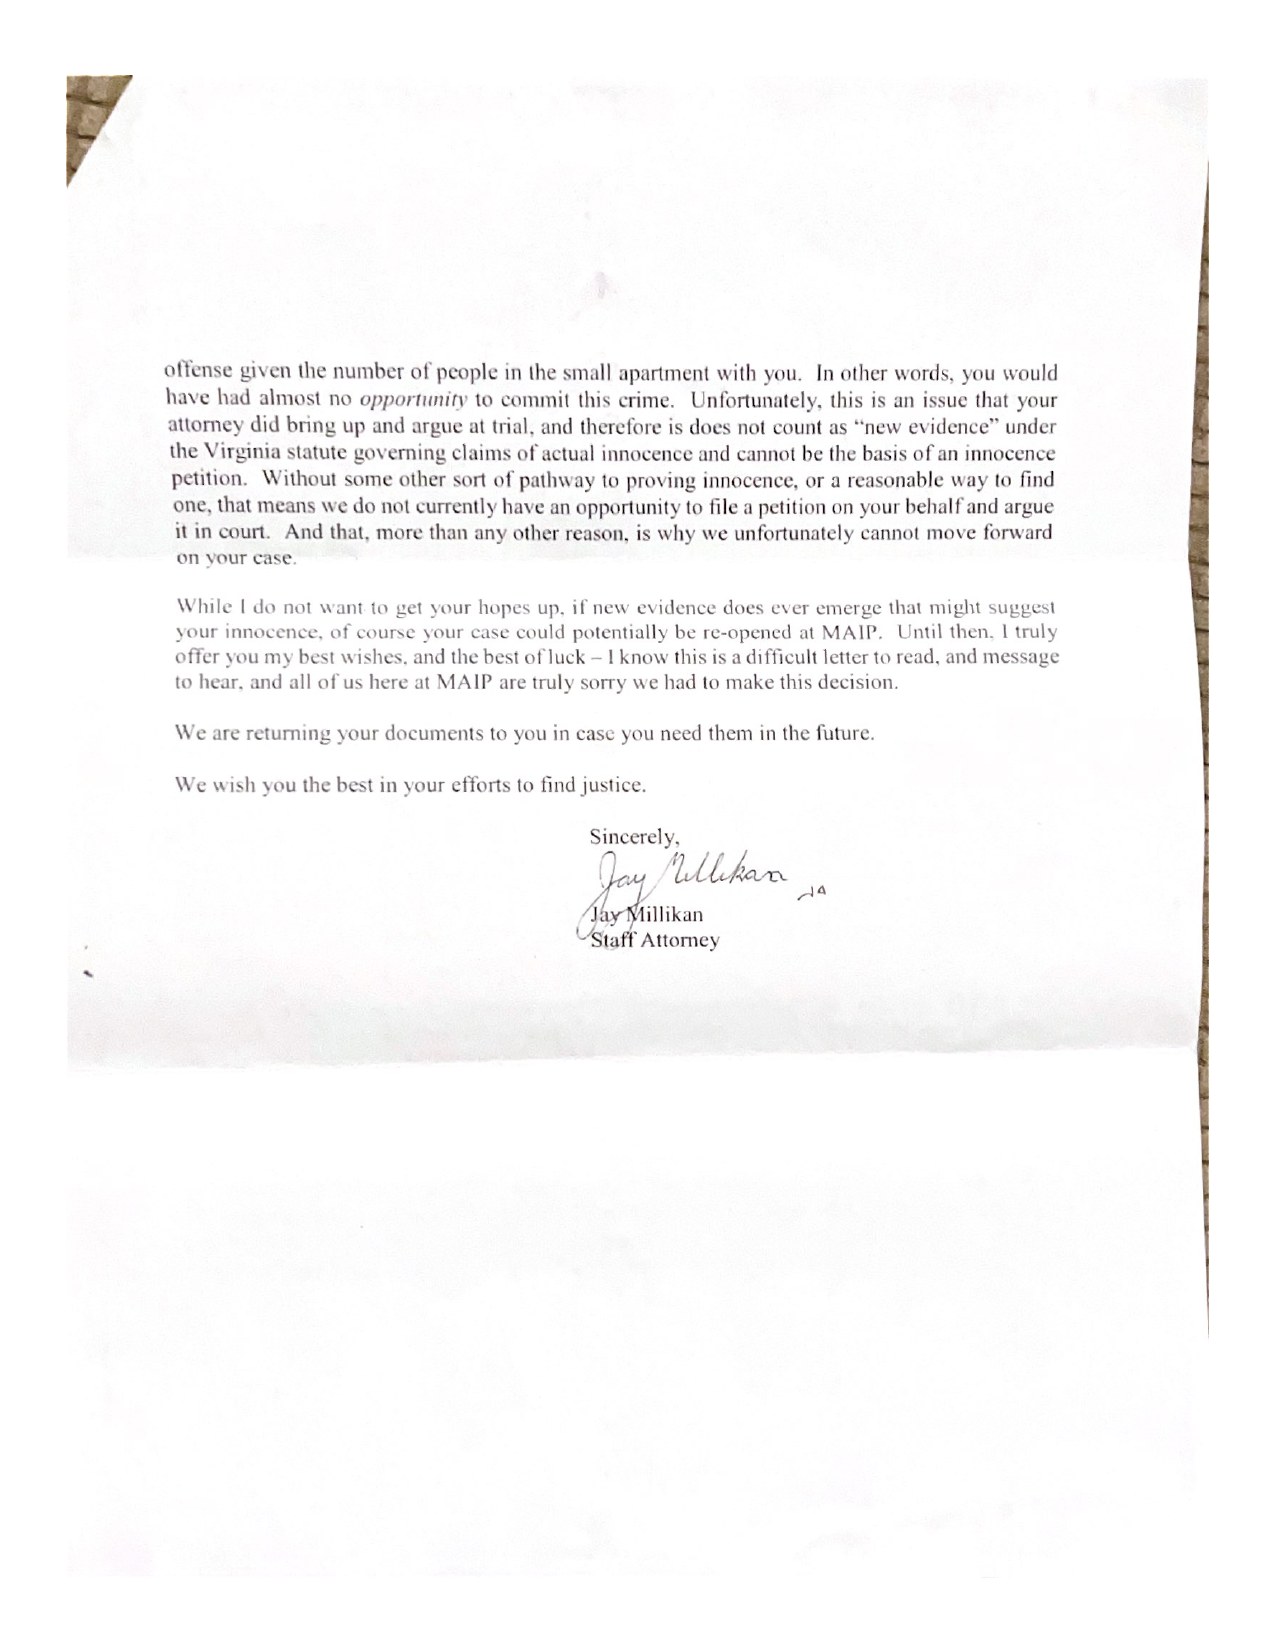 offense given the number of people in the small apartment with you. In other words, you would
have had almost no opportunity to commit this crime. Unfortunately, this is an issue that your
attorney did bring up and argue at trial, and therefore is does not count as “new evidence” under
the Virginia statute governing claims of actual innocence and cannot be the basis of an innocence
petition. Without some other sort of pathway to proving innocence, or a reasonable way to find
one, that means we do not currently have an opportunity to file a petition on your behalf and argue
it in court. And that, more than any other reason, is why we unfortunately cannot move forward
on your case.
While I do not want to get your hopes up, if new evidence does ever emerge that might suggest
your innocence, of course your case could potentially be re-opened at MAIP. Until then, I truly
offer you my best wishes, and the best of luck – I know this is a difficult letter to read, and message
to hear, and all of us here at MAIP are truly sorry we had to make this decision.
We are returning your documents to you in case you need them in the future.
We wish you the best in your efforts to find justice.
Sincerely,
Jay Millikan
Jay Millikan
Staff Attorney